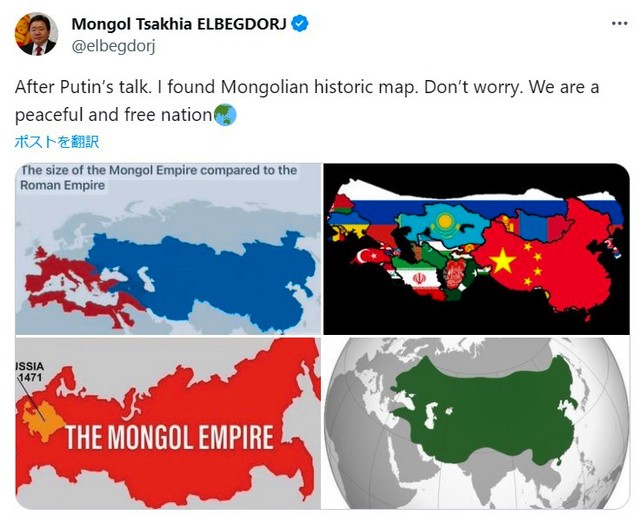 Mongol Tsakhia ELBEGDORJ
@elbegdorj
After Putin's talk. I found Mongolian historic map. Don't worry. We are a
peaceful and free nation
ポストを翻訳
The size of the Mongol Empire compared to the
Roman Empire
USSIA
1471
THE MONGOL EMPIRE